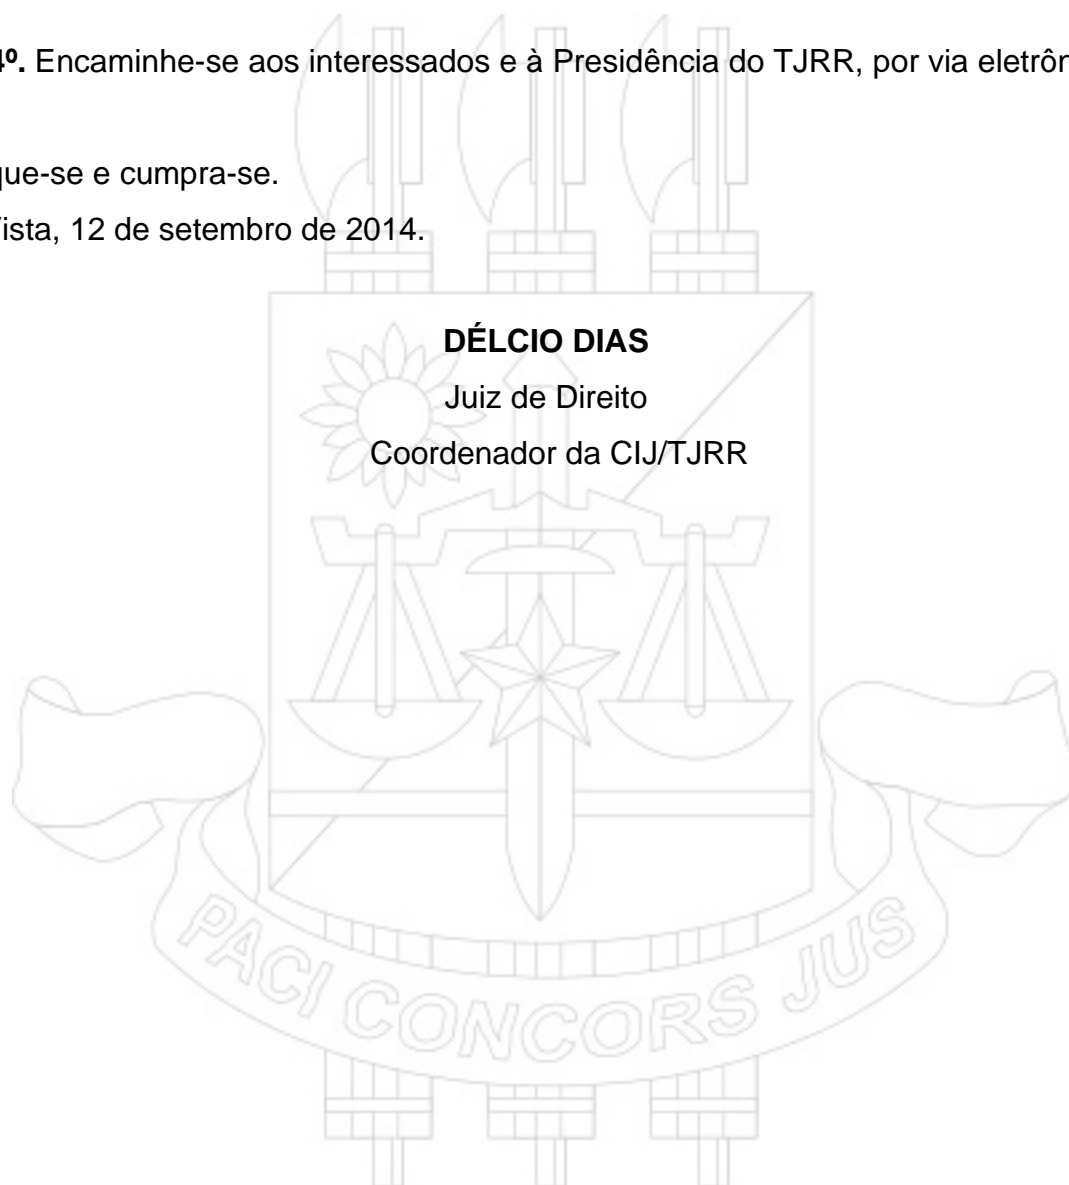 4º. Encaminhe-se aos interessados e à Presidência do TJRR, por via eletrôn
que-se e cumpra-se.
Vista, 12 de setembro de 2014.
DÉLCIO DIAS
Juiz de Direito
Coordenador da CIJ/TJRR
PACI CONCORS JUS